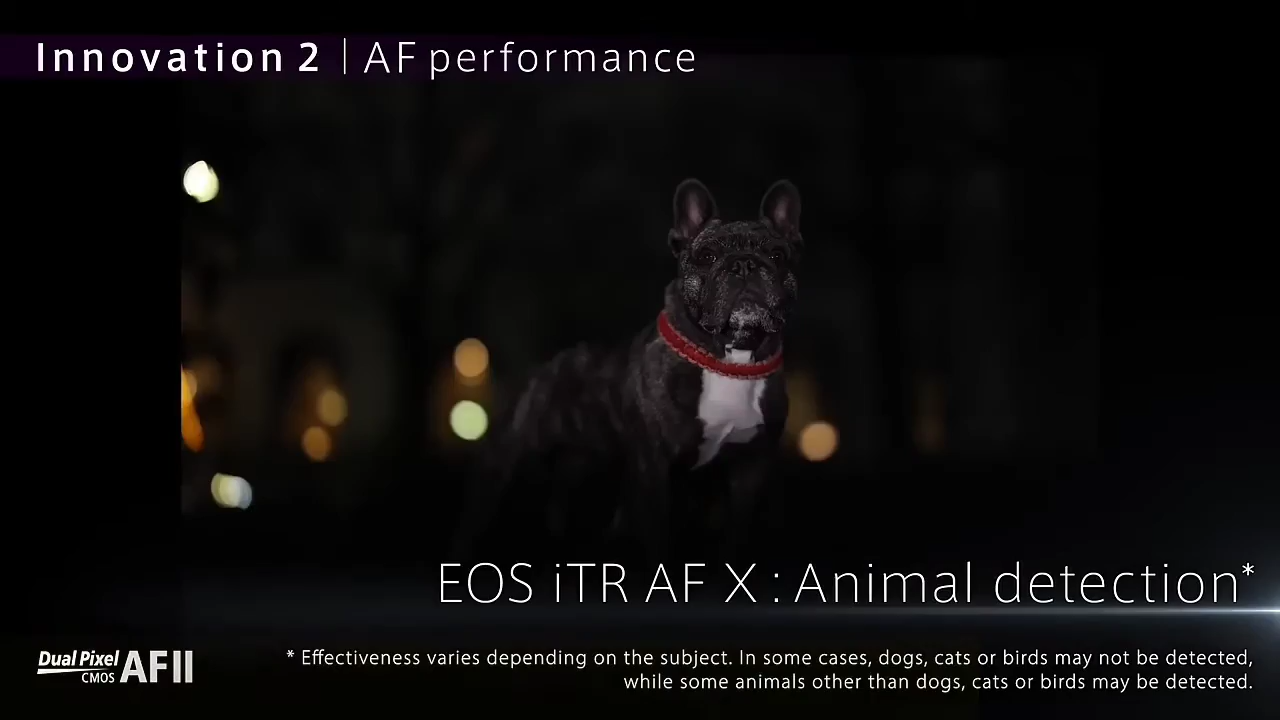 Innovation 2 | AF performance
EOS iTR AF X : Animal detection*
Dual Pixel
CMOS AF II
* Effectiveness varies depending on the subject. In some cases, dogs, cats or birds may not be detected,
while some animals other than dogs, cats or birds may be detected.